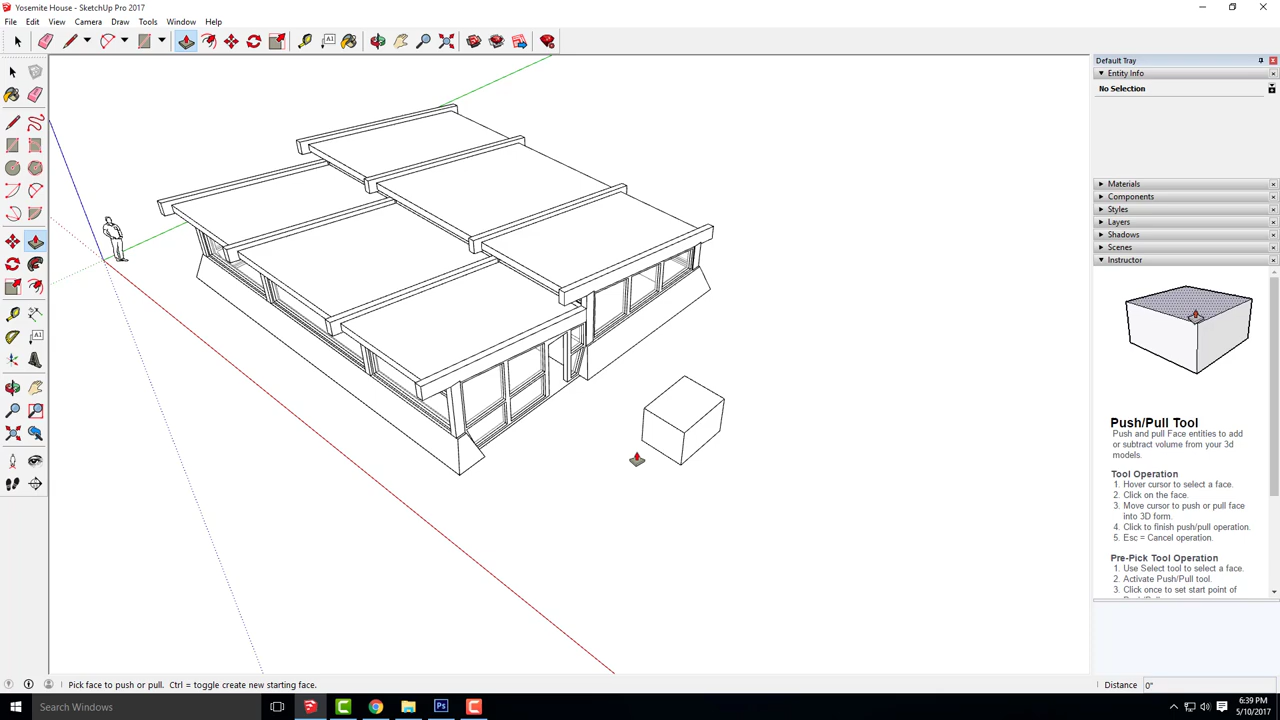 Yosemite House - SketchUp Pro 2017
File Edit View Camera Draw Tools Window Help
Default Tray
Entity Info
No Selection
Materials
Components
Styles
Layers
Shadows
Scenes
Instructor
Push/Pull Tool
Push and pull Face entities to add
or subtract volume from your 3d
models.
Tool Operation
1. Hover cursor to select a face.
2. Click on the face.
3. Move cursor to push or pull face
into 3D form.
4. Click to finish push/pull operation.
5. Esc = Cancel operation.
Pre-Pick Tool Operation
1. Use Select tool to select a face.
2. Activate Push/Pull tool.
3. Click once to set start point of
Pick face to push or pull. Ctrl = toggle create new starting face.
Distance 0"
Search Windows
6:39 PM
5/10/2017